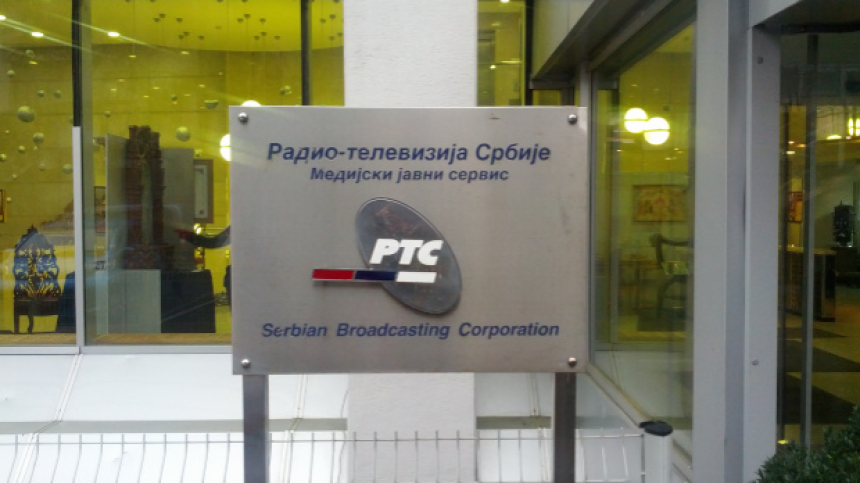 Радио-телевизија Србије
Медијски јавни сервис
РТС
Serbian Broadcasting Corporation